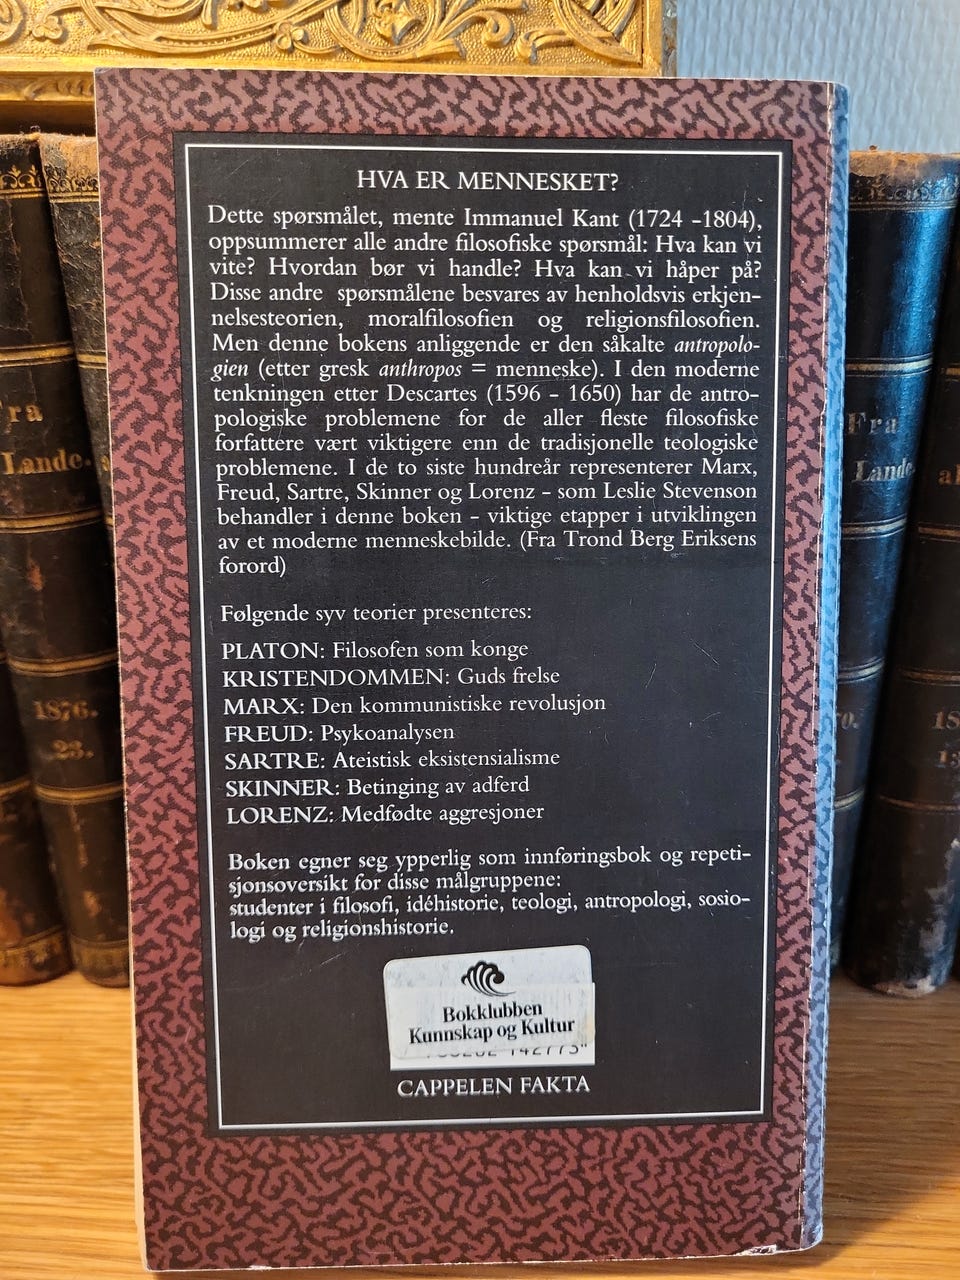 HVA ER MENNESKET?
Dette spørsmålet, mente Immanuel Kant (1724 -1804),
oppsummerer alle andre filosofiske spørsmål: Hva kan vi
vite? Hvordan bør vi handle? Hva kan vi håper på?
Disse andre spørsmålene besvares av henholdsvis erkjen-
nelsesteorien, moralfilosofien og religionsfilosofien.
Men denne bokens anliggende er den såkalte antropolo-
gien (etter gresk anthropos = menneske). I den moderne
tenkningen etter Descartes (1596 - 1650) har de antro-
pologiske problemene for de aller fleste filosofiske
forfattere vært viktigere enn de tradisjonelle teologiske
problemene. I de to siste hundreår representerer Marx,
Freud, Sartre, Skinner og Lorenz - som Leslie Stevenson
behandler i denne boken - viktige etapper i utviklingen
av et moderne menneskebilde. (Fra Trond Berg Eriksens
forord)
Følgende syv teorier presenteres:
PLATON: Filosofen som konge
KRISTENDOMMEN: Guds frelse
MARX: Den kommunistiske revolusjon
FREUD: Psykoanalysen
SARTRE: Ateistisk eksistensialisme
SKINNER: Betinging av adferd
LORENZ: Medfødte aggresjoner
Boken egner seg ypperlig som innføringsbok og repeti-
sjonsoversikt for disse målgruppene:
studenter i filosofi, idéhistorie, teologi, antropologi, sosio-
logi og religionshistorie.
Bokklubben
Kunnskap og Kultur
CAPPELEN FAKTA
Lande.
1876.
23.
Fra
Lande